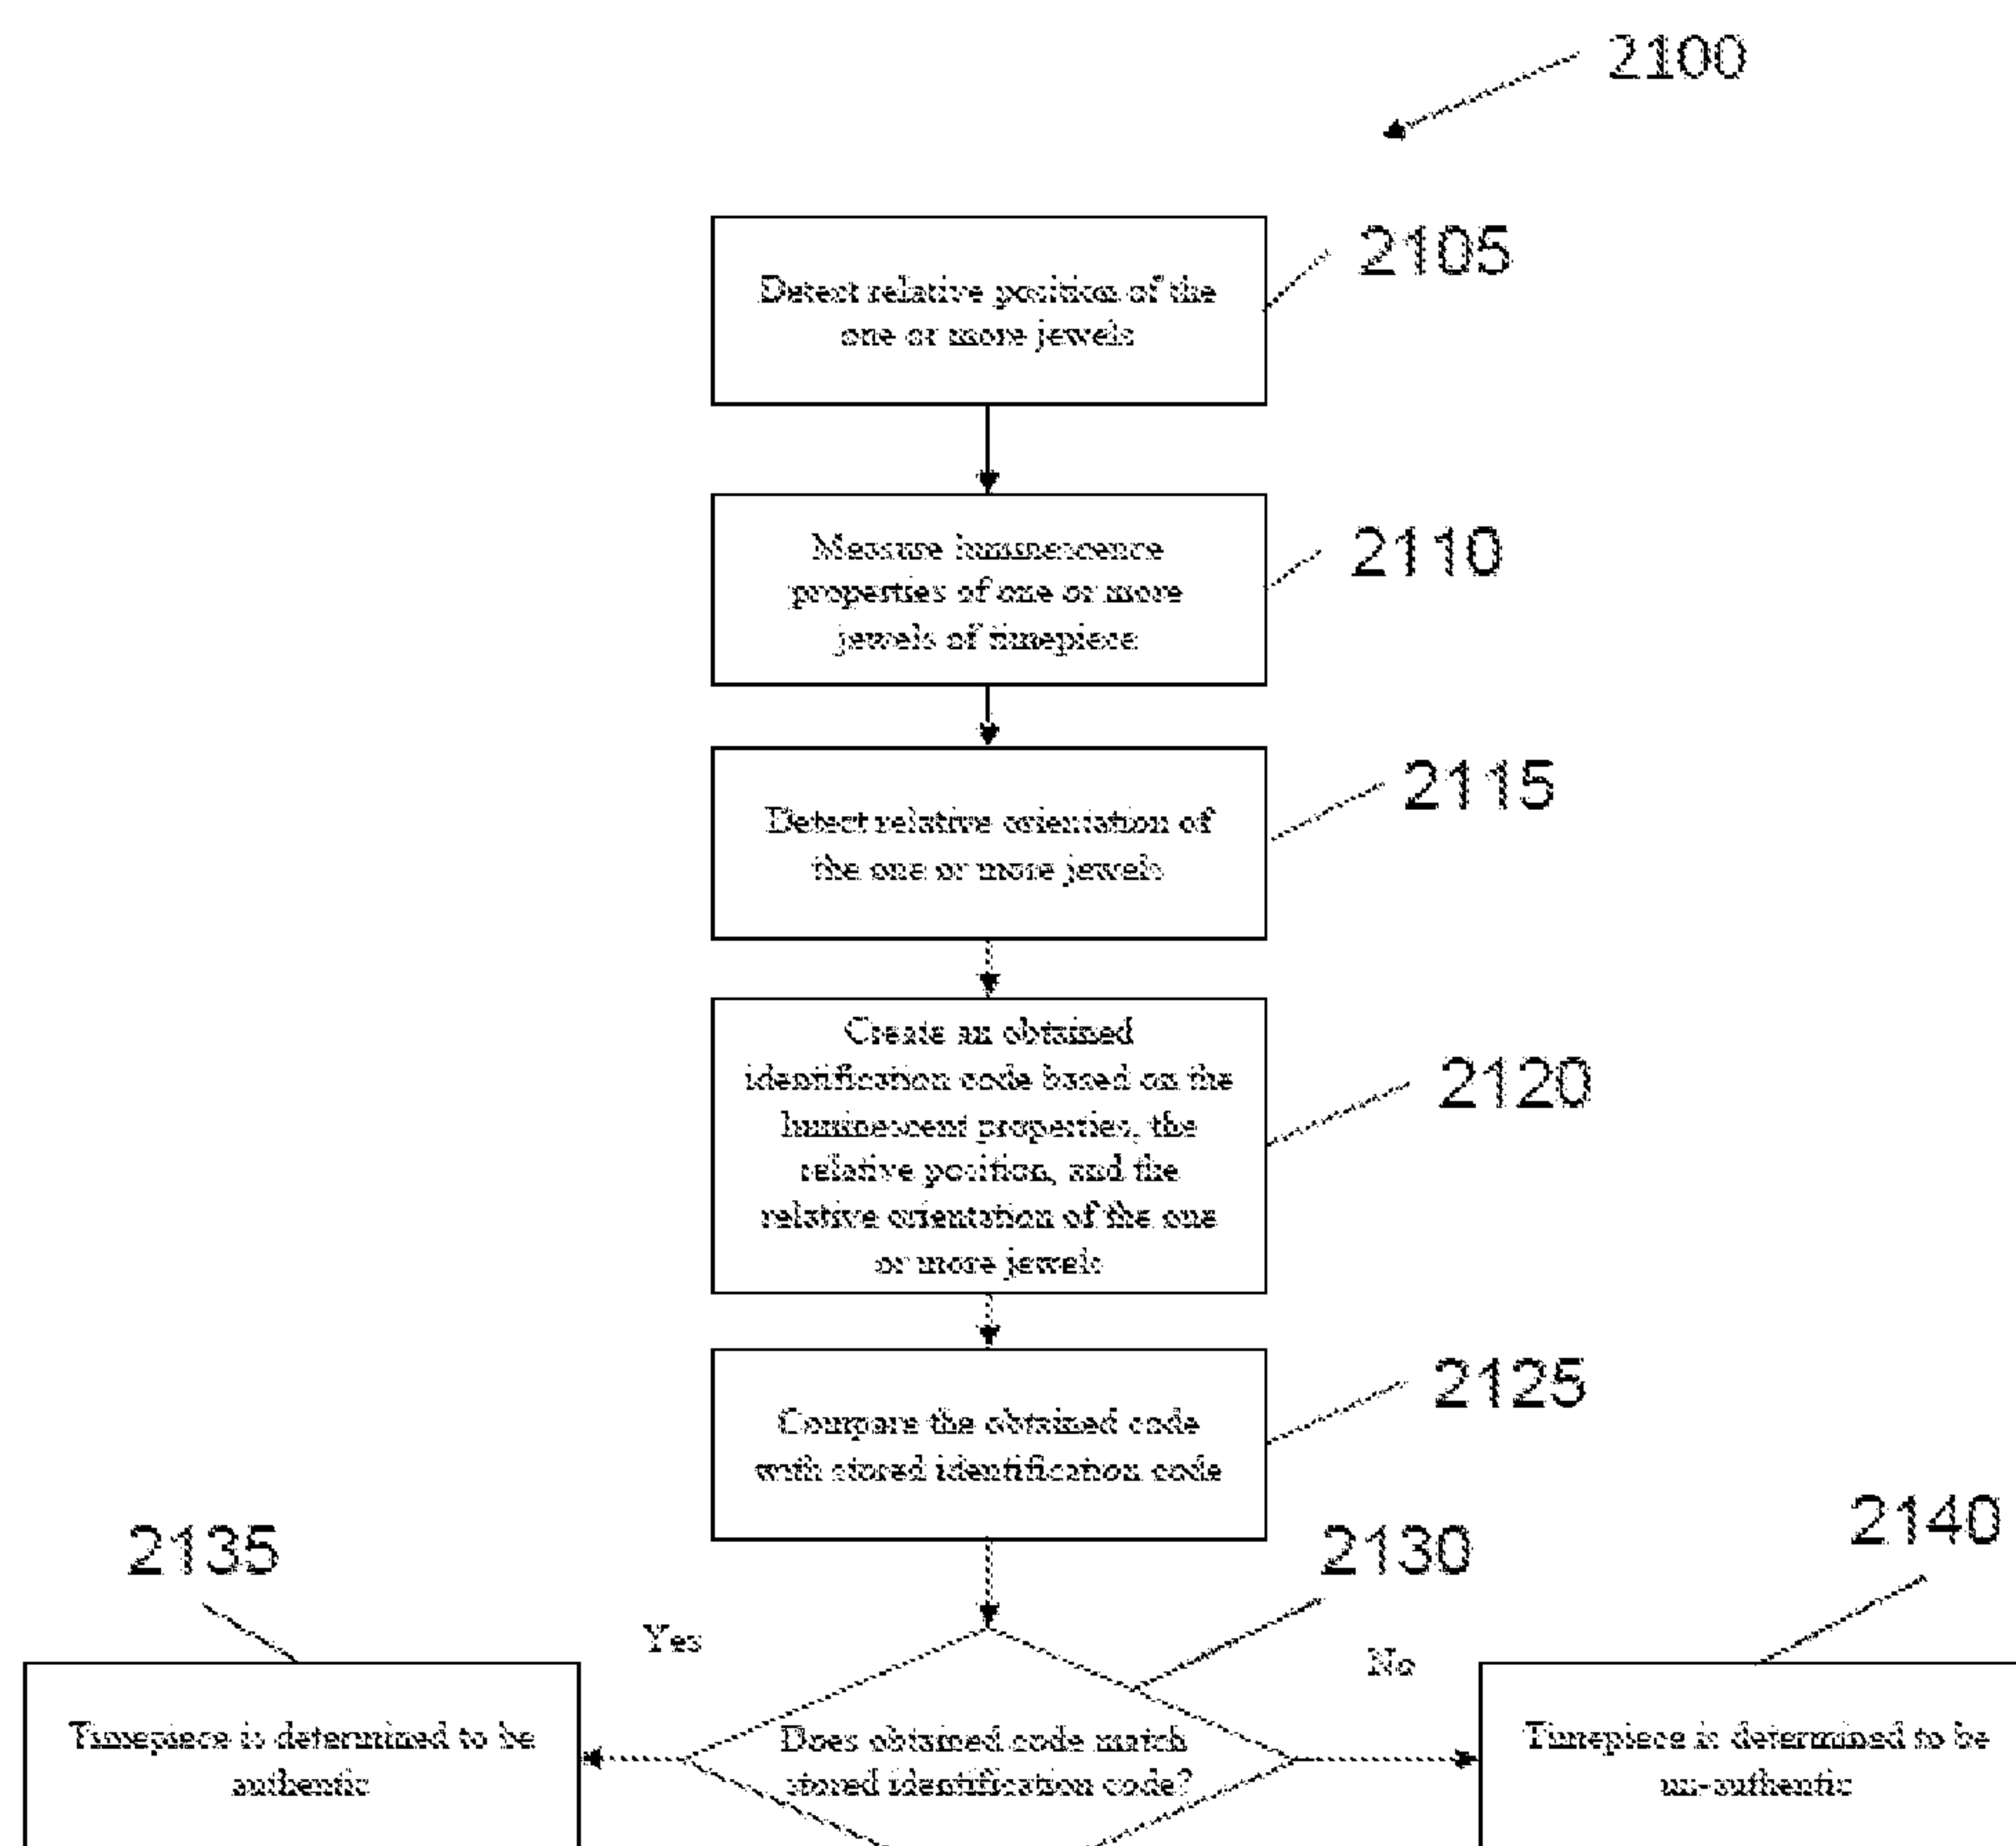 2100
Detect relative position of the
one or more jewels
2105
Measure luminescence
properties of one or more
jewels of timepiece
2110
Detect relative orientation of
the one or more jewels
2115
Create an obtained
identification code based on the
luminescent properties, the
relative position, and the
relative orientation of the one
or more jewels
2120
Compare the obtained code
with stored identification code
2125
2135
2130
2140
Yes
No
Timepiece is determined to be
authentic
Does obtained code match
stored identification code?
Timepiece is determined to be
un-authentic